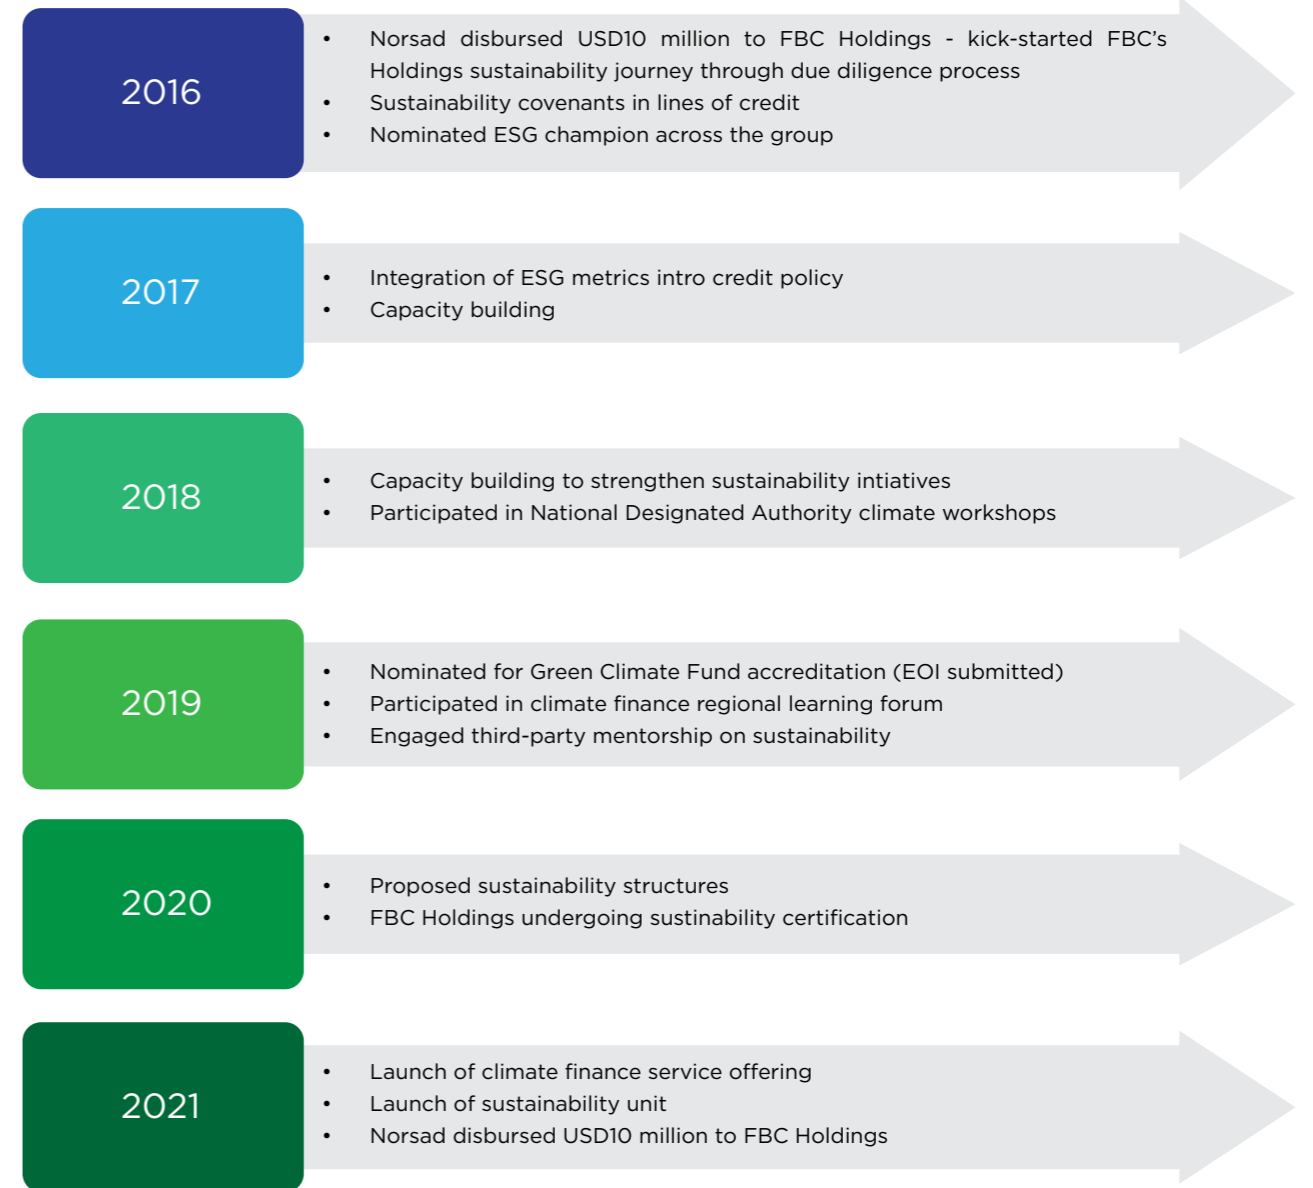 2016
• Norsad disbursed USD10 million to FBC Holdings - kick-started FBC’s
Holdings sustainability journey through due diligence process
• Sustainability covenants in lines of credit
• Nominated ESG champion across the group
2017
• Integration of ESG metrics intro credit policy
• Capacity building
2018
• Capacity building to strengthen sustainability intiatives
• Participated in National Designated Authority climate workshops
2019
• Nominated for Green Climate Fund accreditation (EOI submitted)
• Participated in climate finance regional learning forum
• Engaged third-party mentorship on sustainability
2020
• Proposed sustainability structures
• FBC Holdings undergoing sustinability certification
2021
• Launch of climate finance service offering
• Launch of sustainability unit
• Norsad disbursed USD10 million to FBC Holdings